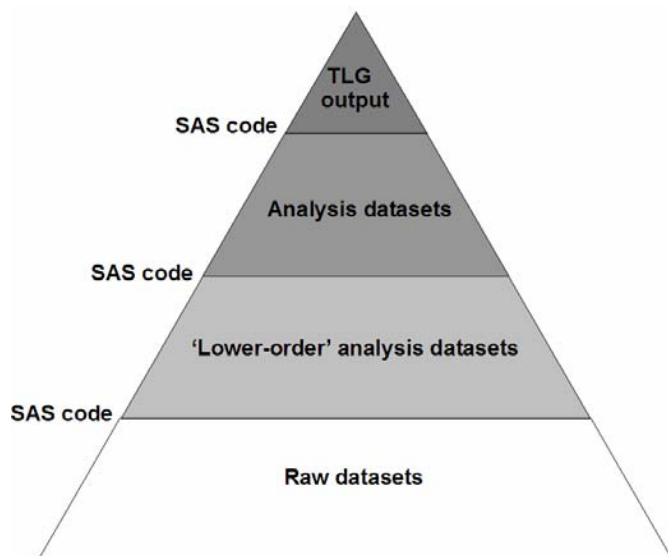 TLG
output
SAS code
Analysis datasets
SAS code
‘Lower-order’ analysis datasets
SAS code
Raw datasets